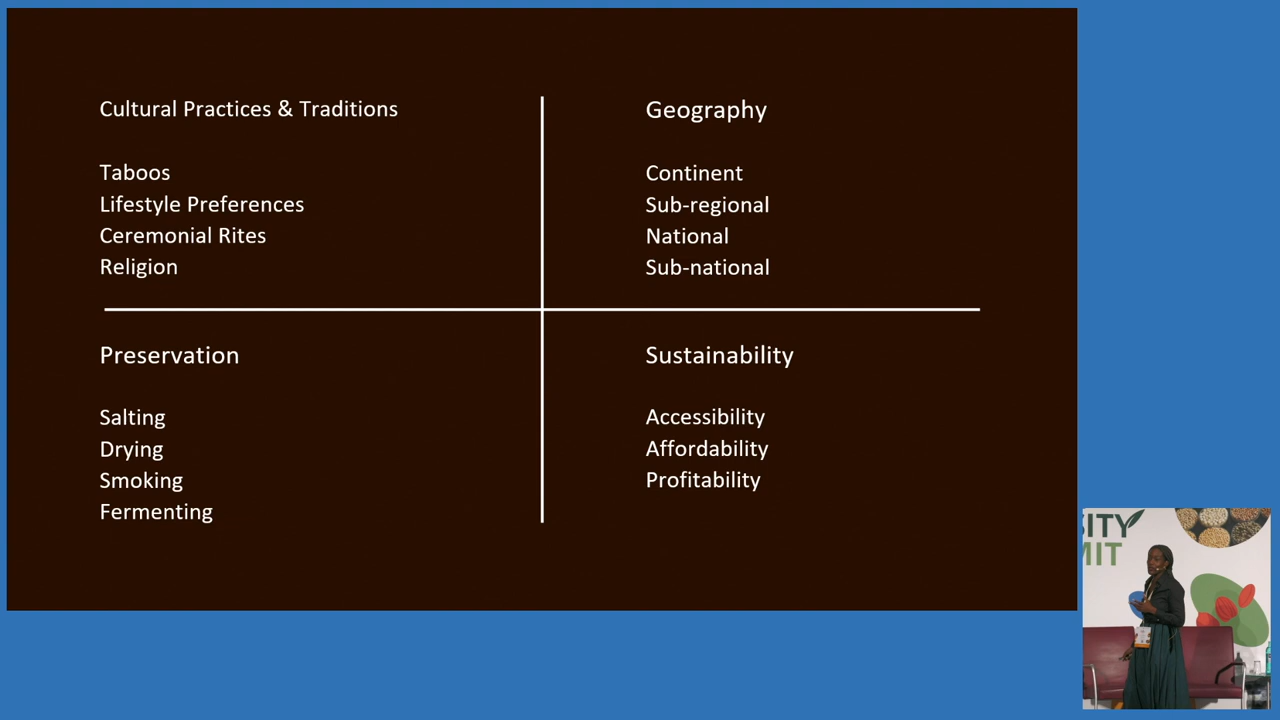 Cultural Practices & Traditions
Taboos
Lifestyle Preferences
Ceremonial Rites
Religion
Geography
Continent
Sub-regional
National
Sub-national
Preservation
Salting
Drying
Smoking
Fermenting
Sustainability
Accessibility
Affordability
Profitability
SITY
MIT